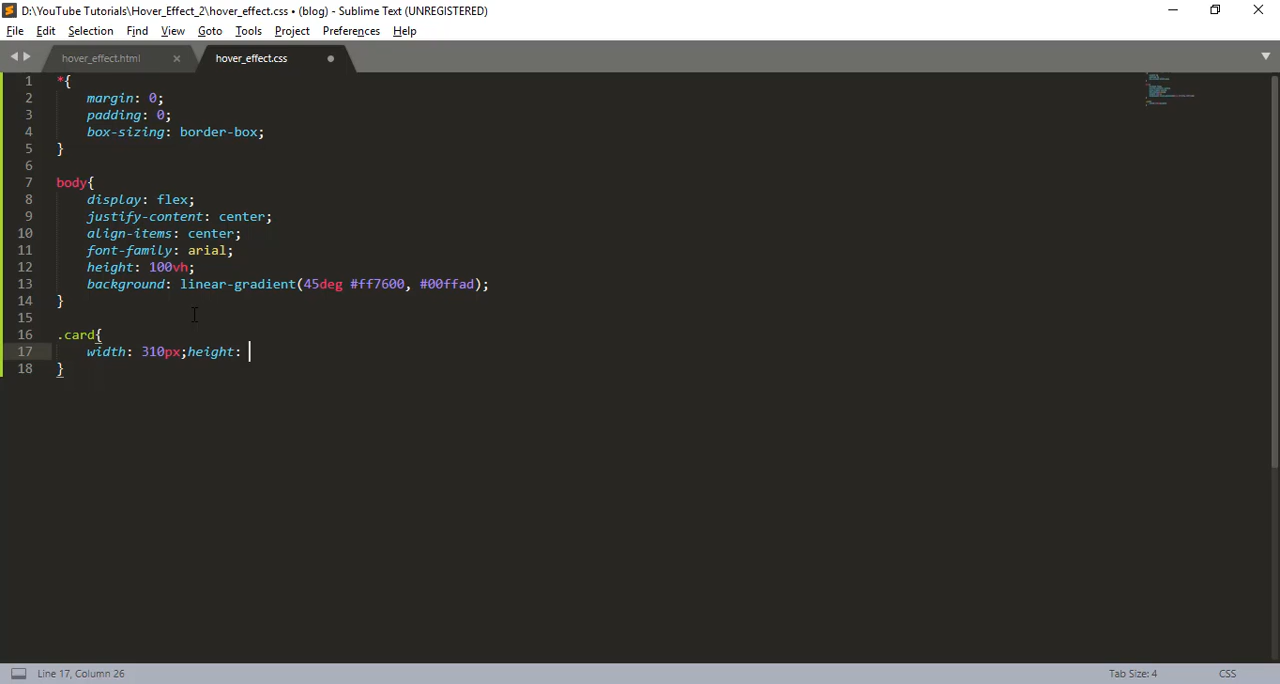 D:\YouTube Tutorials\Hover_Effect_2\hover_effect.css • (blog) - Sublime Text (UNREGISTERED)
File Edit Selection Find View Goto Tools Project Preferences Help
hover_effect.html × hover_effect.css
1 *{
2 margin: 0;
3 padding: 0;
4 box-sizing: border-box;
5 }
6
7 body{
8 display: flex;
9 justify-content: center;
10 align-items: center;
11 font-family: arial;
12 height: 100vh;
13 background: linear-gradient(45deg #ff7600, #00ffad);
14 }
15
16 .card{
17 width: 310px;height:
18 }
Line 17, Column 26 Tab Size: 4 CSS